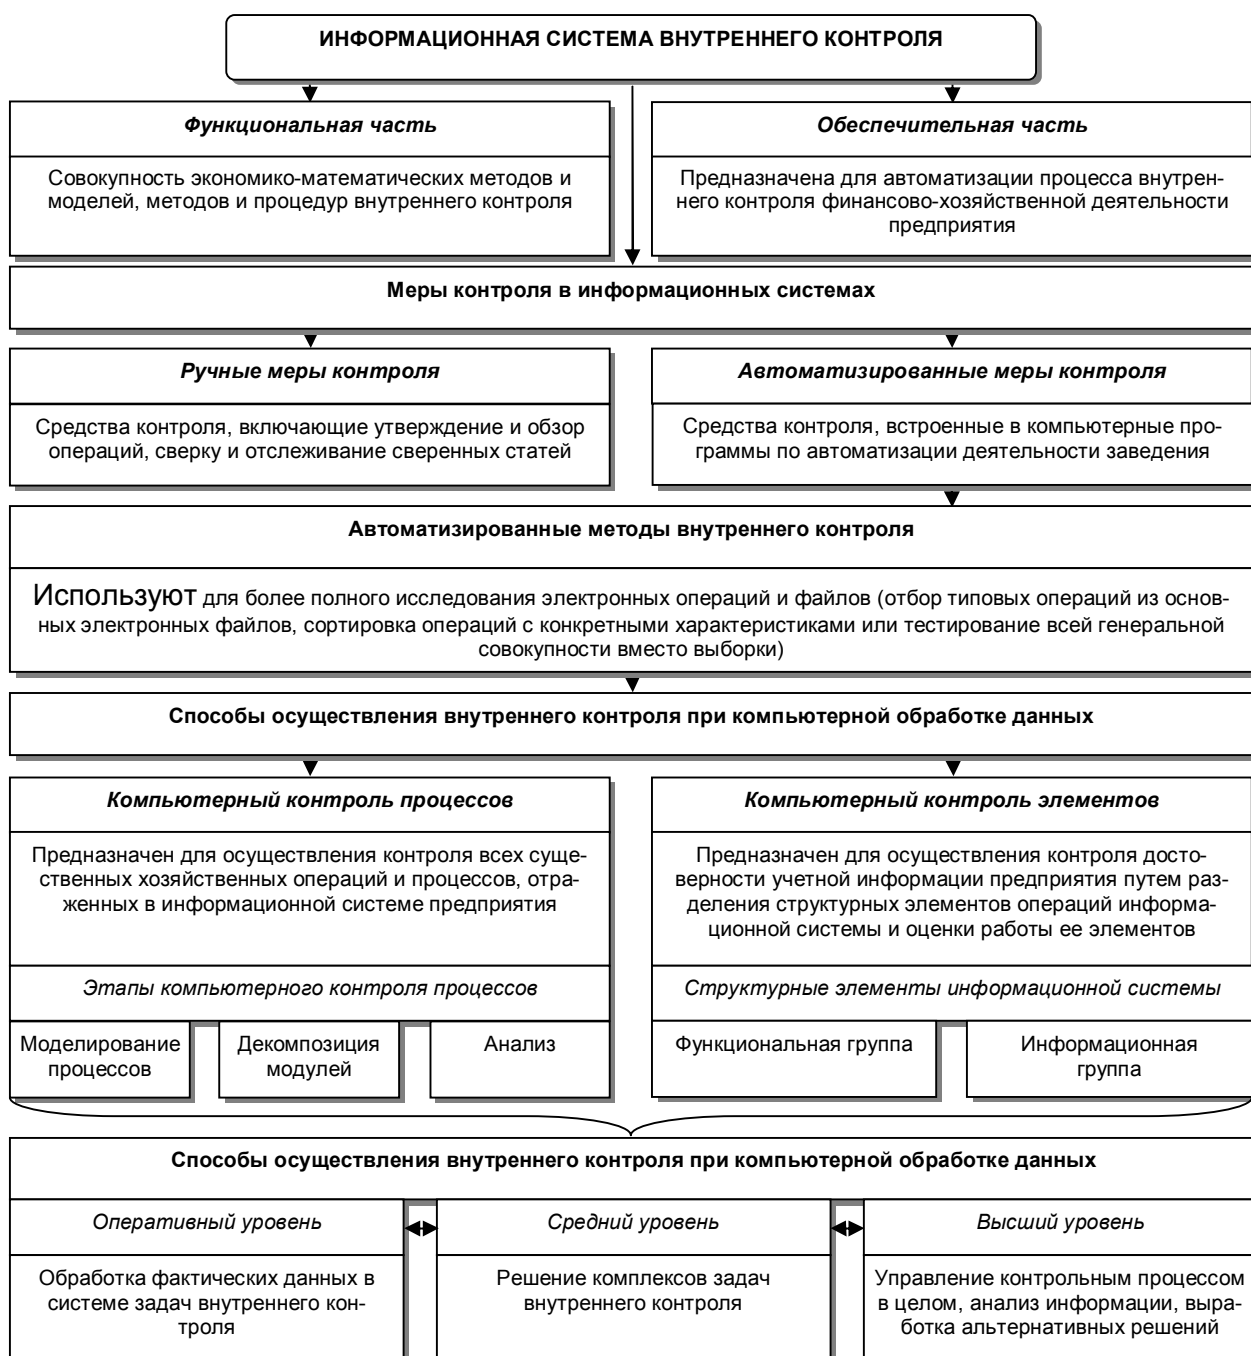 ИНФОРМАЦИОННАЯ СИСТЕМА ВНУТРЕННЕГО КОНТРОЛЯ
Функциональная часть
Совокупность экономико-математических методов и
моделей, методов и процедур внутреннего контроля
Обеспечительная часть
Предназначена для автоматизации процесса внутрен-
него контроля финансово-хозяйственной деятельности
предприятия
Меры контроля в информационных системах
Ручные меры контроля
Средства контроля, включающие утверждение и обзор
операций, сверку и отслеживание сверенных статей
Автоматизированные меры контроля
Средства контроля, встроенные в компьютерные про-
граммы по автоматизации деятельности заведения
Автоматизированные методы внутреннего контроля
Используют для более полного исследования электронных операций и файлов (отбор типовых операций из основ-
ных электронных файлов, сортировка операций с конкретными характеристиками или тестирование всей генеральной
совокупности вместо выборки)
Способы осуществления внутреннего контроля при компьютерной обработке данных
Компьютерный контроль процессов
Предназначен для осуществления контроля всех суще-
ственных хозяйственных операций и процессов, отра-
женных в информационной системе предприятия
Этапы компьютерного контроля процессов
Моделирование
процессов
Декомпозиция
модулей
Анализ
Компьютерный контроль элементов
Предназначен для осуществления контроля досто-
верности учетной информации предприятия путем раз-
деления структурных элементов операций информа-
ционной системы и оценки работы ее элементов
Структурные элементы информационной системы
Функциональная группа
Информационная
группа
Способы осуществления внутреннего контроля при компьютерной обработке данных
Оперативный уровень
Обработка фактических данных в
системе задач внутреннего кон-
троля
Средний уровень
Решение комплексов задач
внутреннего контроля
Высший уровень
Управление контрольным процессом
в целом, анализ информации, выра-
ботка альтернативных решений